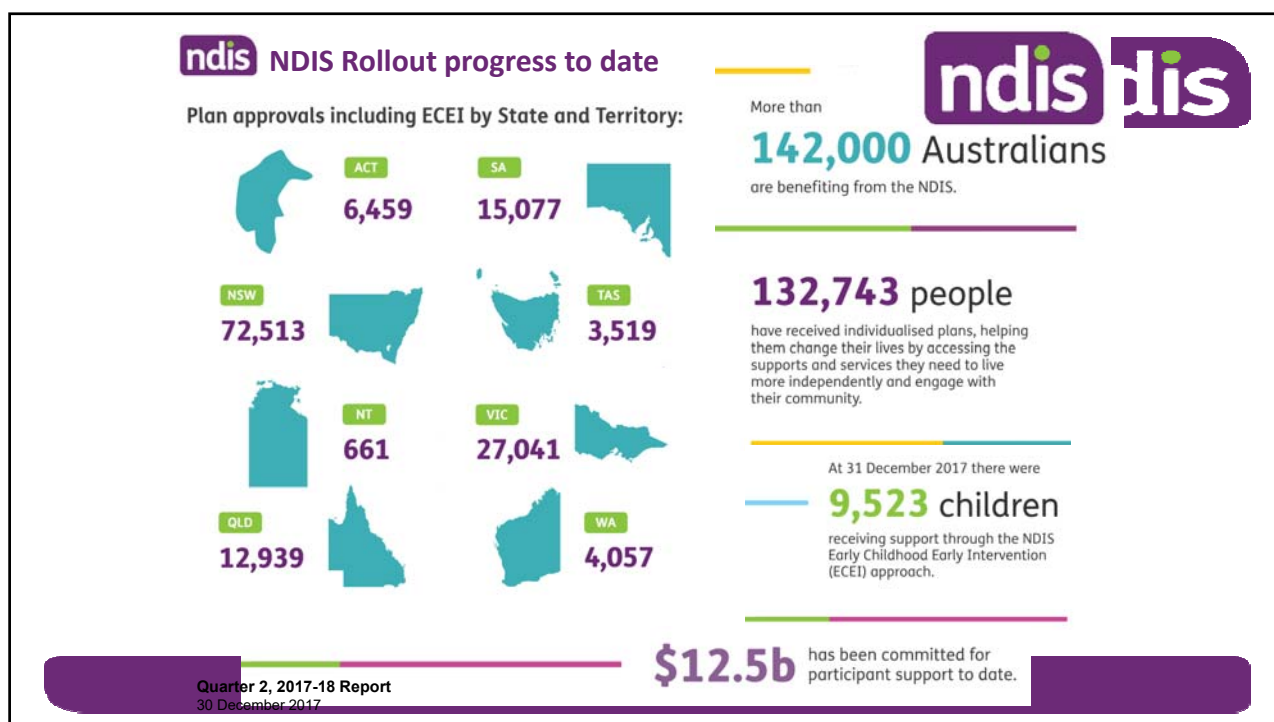 ndis NDIS Rollout progress to date
Plan approvals including ECEI by State and Territory:
ACT
6,459
SA
15,077
NSW
72,513
TAS
3,519
NT
661
VIC
27,041
QLD
12,939
WA
4,057
ndis dis
More than
142,000 Australians
are benefiting from the NDIS.
132,743 people
have received individualised plans, helping
them change their lives by accessing the
supports and services they need to live
more independently and engage with
their community.
At 31 December 2017 there were
9,523 children
receiving support through the NDIS
Early Childhood Early Intervention
(ECEI) approach.
$12.5b has been committed for
participant support to date.
Quarter 2, 2017-18 Report
30 December 2017